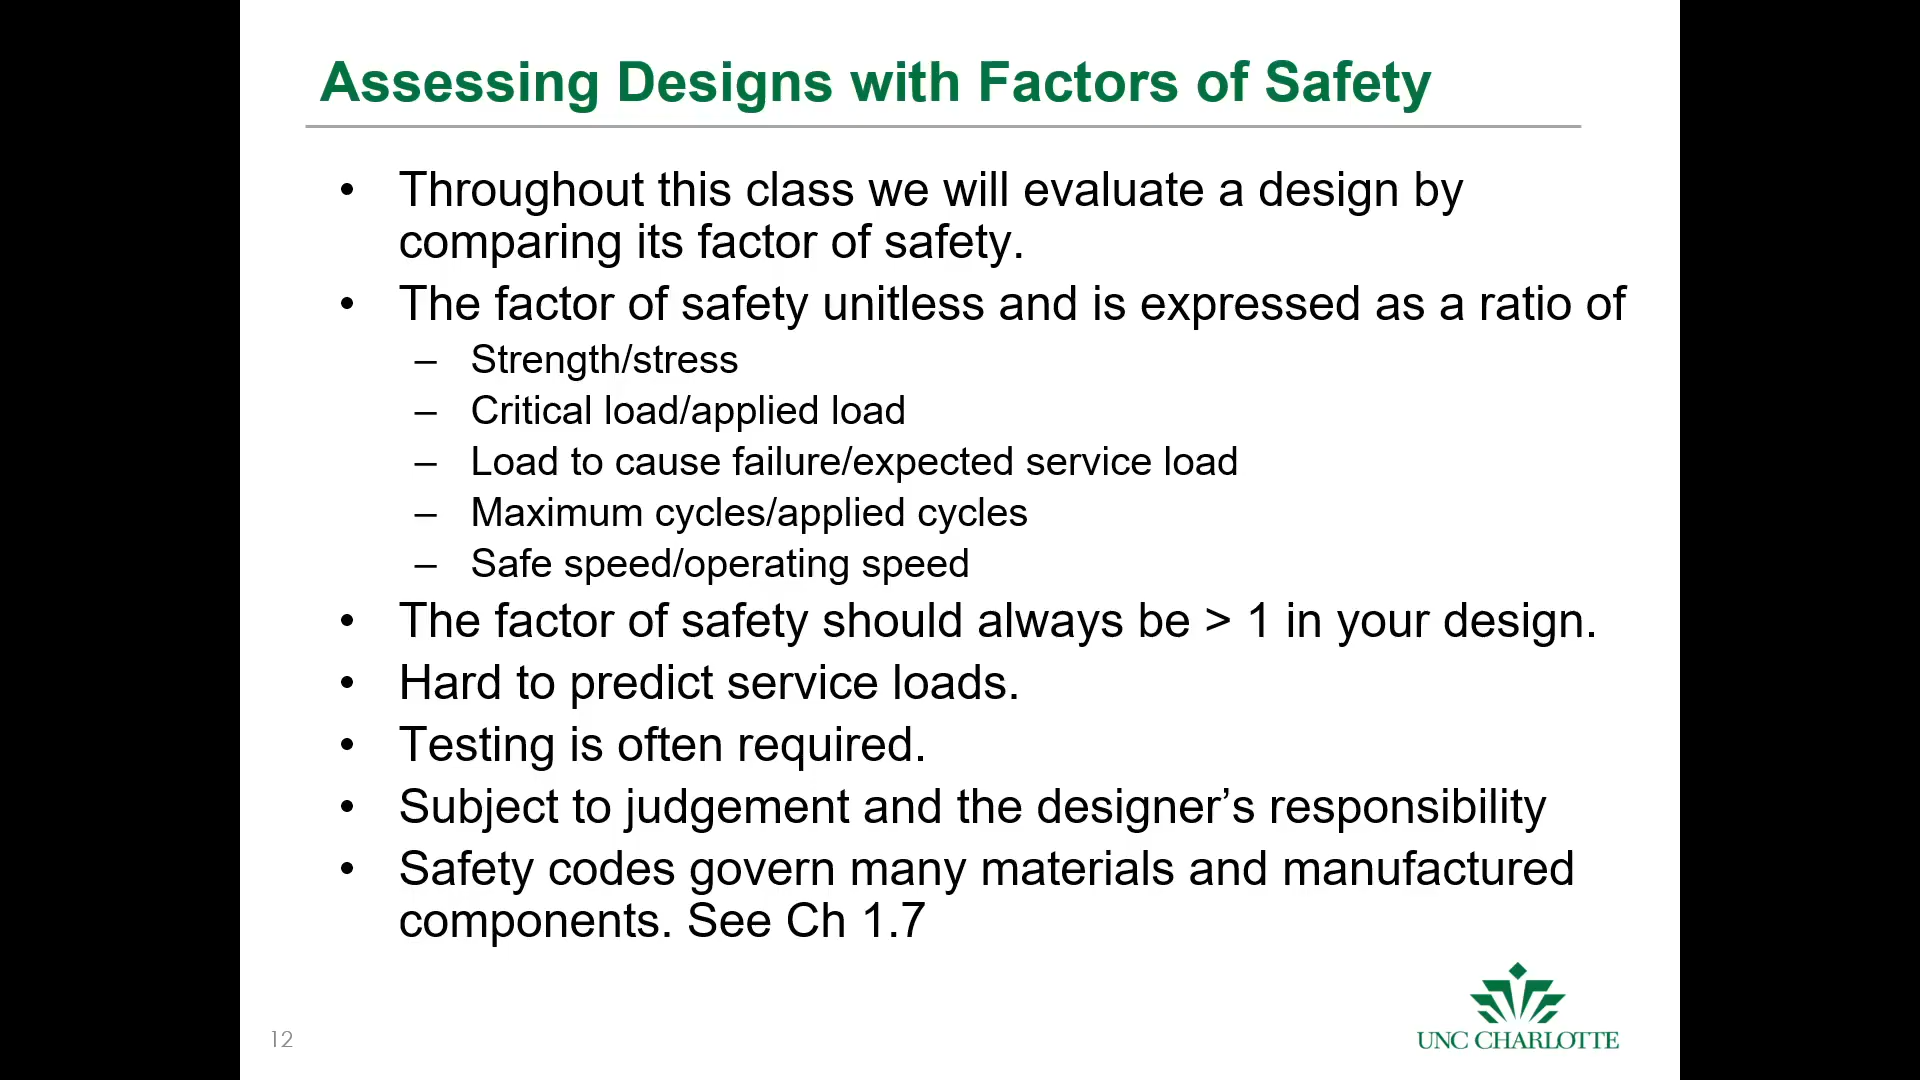 Assessing Designs with Factors of Safety
• Throughout this class we will evaluate a design by
comparing its factor of safety.
• The factor of safety unitless and is expressed as a ratio of
– Strength/stress
– Critical load/applied load
– Load to cause failure/expected service load
– Maximum cycles/applied cycles
– Safe speed/operating speed
• The factor of safety should always be > 1 in your design.
• Hard to predict service loads.
• Testing is often required.
• Subject to judgement and the designer’s responsibility
• Safety codes govern many materials and manufactured
components. See Ch 1.7
12
UNC CHARLOTTE